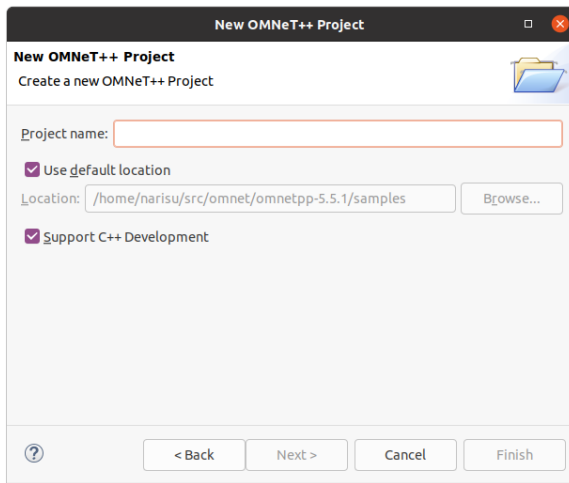 New OMNeT++ Project
New OMNeT++ Project
Create a new OMNeT++ Project
Project name:
Use default location
Location: /home/narisu/src/omnet/omnetpp-5.5.1/samples Browse...
Support C++ Development
? < Back Next > Cancel Finish